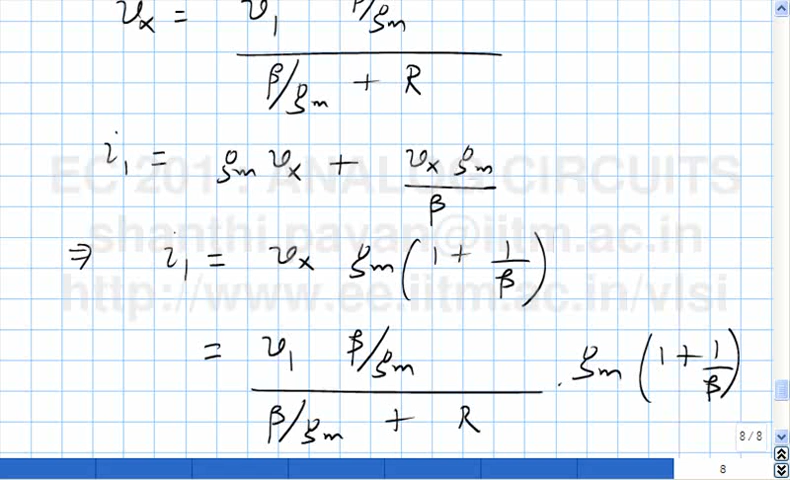 v_x = v_1 β/g_m
β/g_m + R
i_1 = g_m v_x + v_x g_m / β
EC 201 ANALOG CIRCUITS
shanthi.pavan@iitm.ac.in
⇒ i_1 = v_x g_m (1 + 1/β)
http://www.ee.iitm.ac.in/vlsi
= v_1 β/g_m . g_m (1 + 1/β)
β/g_m + R
8/8
8